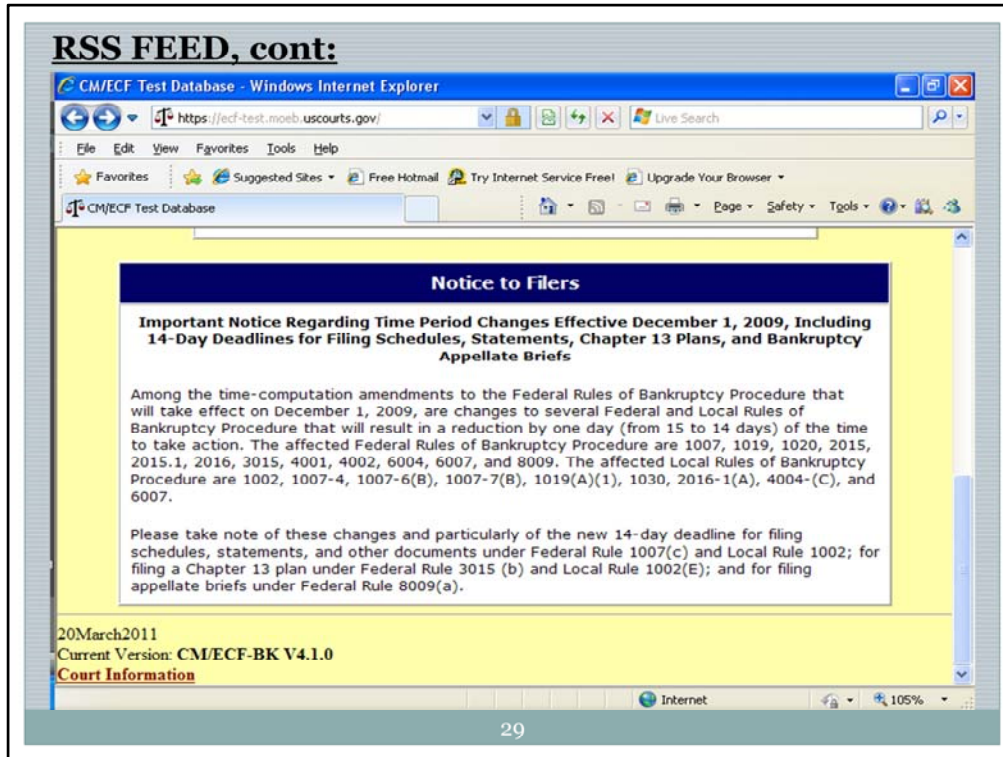 RSS FEED, cont:
CM/ECF Test Database - Windows Internet Explorer
https://ecf-test.moeb.uscourts.gov/
Live Search
File Edit View Favorites Tools Help
Favorites Suggested Sites Free Hotmail Try Internet Service Free! Upgrade Your Browser
CM/ECF Test Database Page Safety Tools
Notice to Filers
Important Notice Regarding Time Period Changes Effective December 1, 2009, Including
14-Day Deadlines for Filing Schedules, Statements, Chapter 13 Plans, and Bankruptcy
Appellate Briefs
Among the time-computation amendments to the Federal Rules of Bankruptcy Procedure that
will take effect on December 1, 2009, are changes to several Federal and Local Rules of
Bankruptcy Procedure that will result in a reduction by one day (from 15 to 14 days) of the time
to take action. The affected Federal Rules of Bankruptcy Procedure are 1007, 1019, 1020, 2015,
2015.1, 2016, 3015, 4001, 4002, 6004, 6007, and 8009. The affected Local Rules of Bankruptcy
Procedure are 1002, 1007-4, 1007-6(B), 1007-7(B), 1019(A)(1), 1030, 2016-1(A), 4004-(C), and
6007.
Please take note of these changes and particularly of the new 14-day deadline for filing
schedules, statements, and other documents under Federal Rule 1007(c) and Local Rule 1002; for
filing a Chapter 13 plan under Federal Rule 3015 (b) and Local Rule 1002(E); and for filing
appellate briefs under Federal Rule 8009(a).
20March2011
Current Version: CM/ECF-BK V4.1.0
Court Information
Internet 105%
29